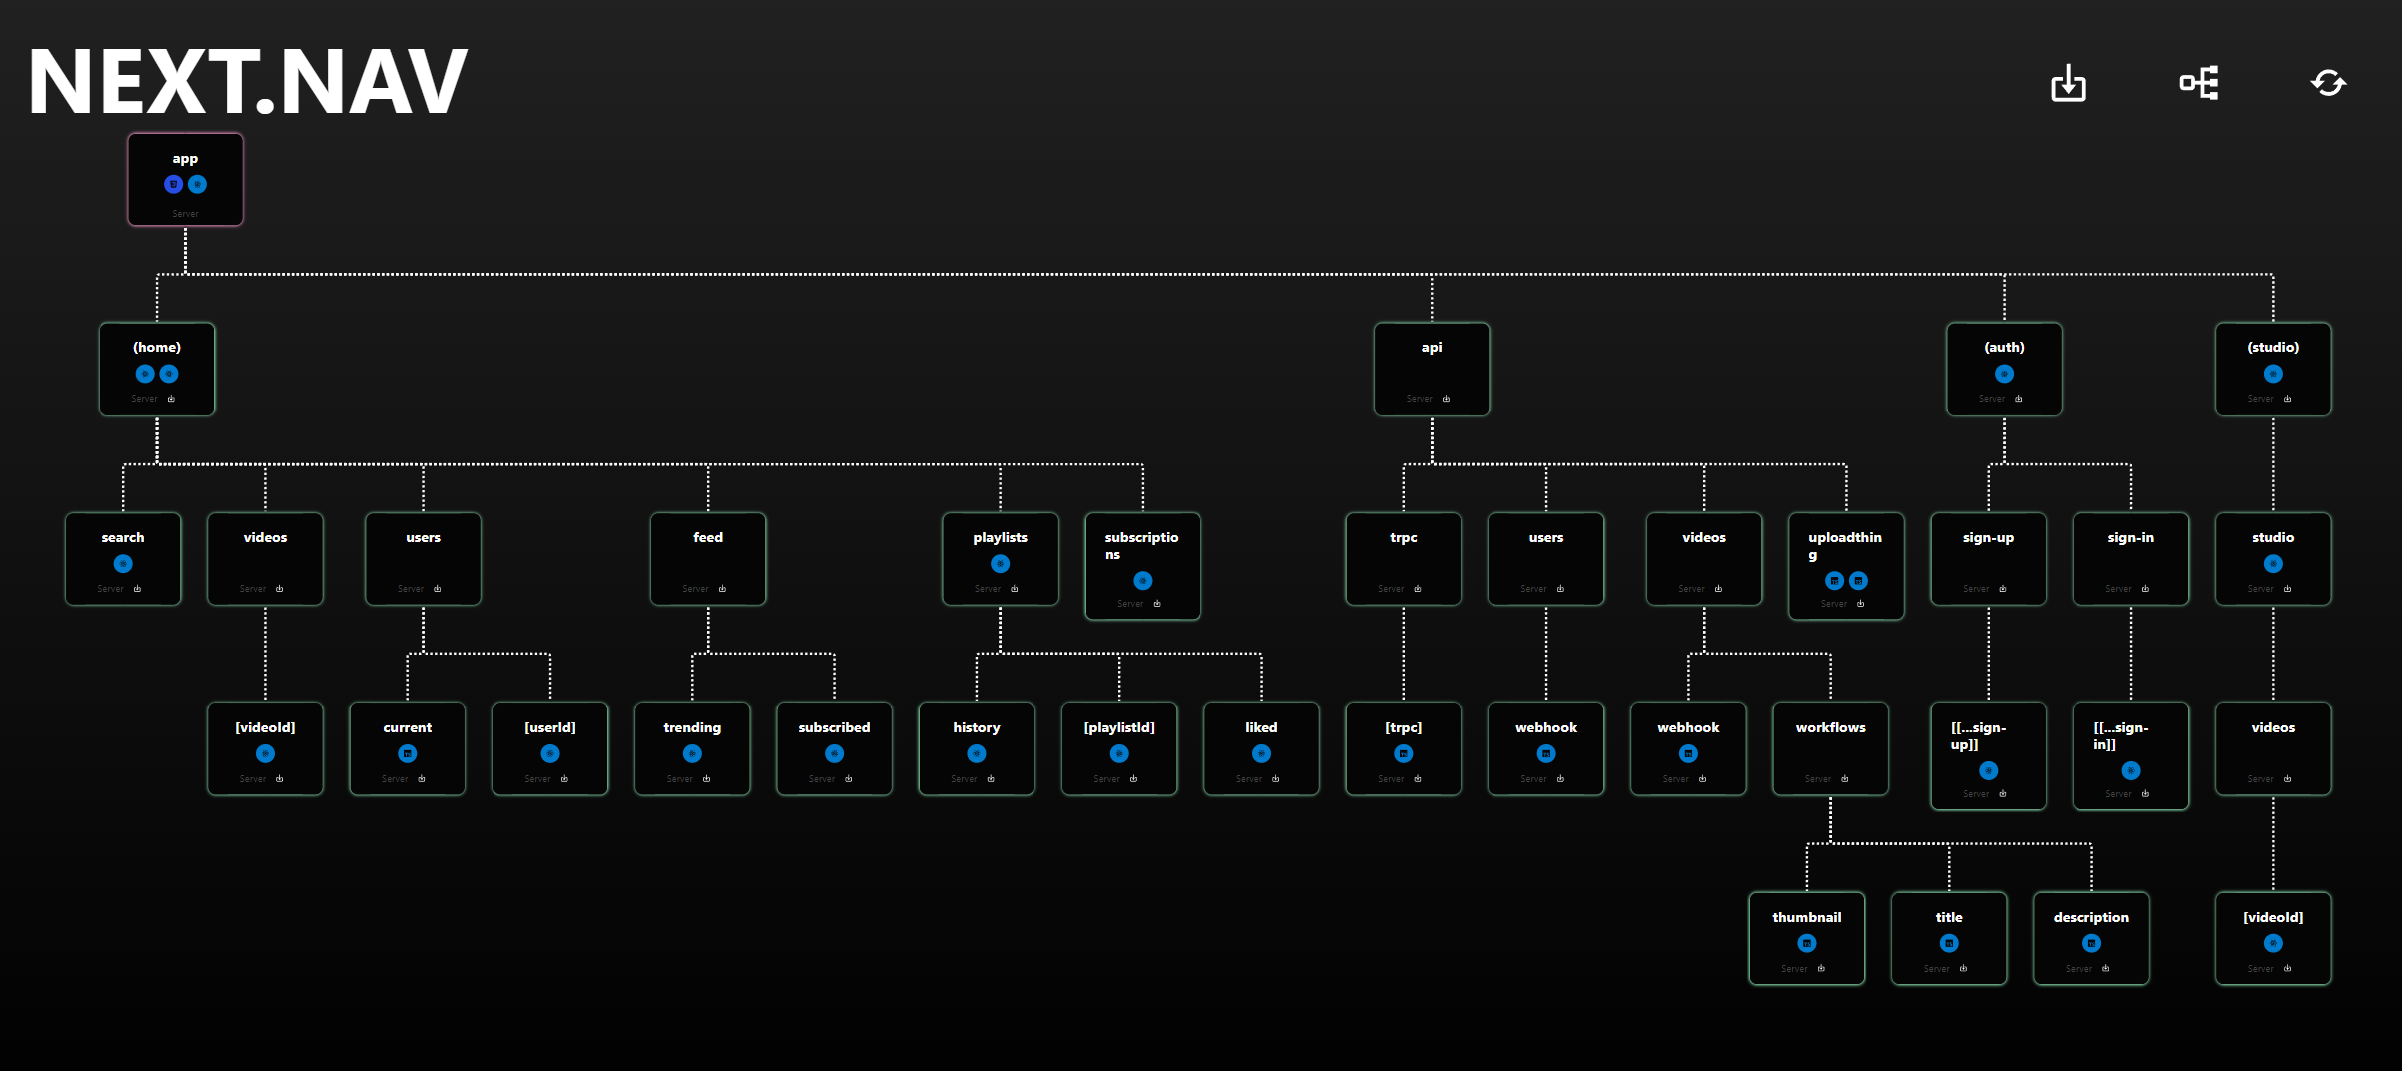 NEXT.NAV
app
Server
(home)
Server
api
Server
(auth)
Server
(studio)
Server
search
Server
videos
Server
users
Server
feed
Server
playlists
Server
subscriptio
ns
Server
trpc
Server
users
Server
videos
Server
uploadthin
g
Server
sign-up
Server
sign-in
Server
studio
Server
[videoId]
Server
current
Server
[userId]
Server
trending
Server
subscribed
Server
history
Server
[playlistId]
Server
liked
Server
[trpc]
Server
webhook
Server
webhook
Server
workflows
Server
[[...sign-
up]]
Server
[[...sign-
in]]
Server
videos
Server
thumbnail
Server
title
Server
description
Server
[videoId]
Server